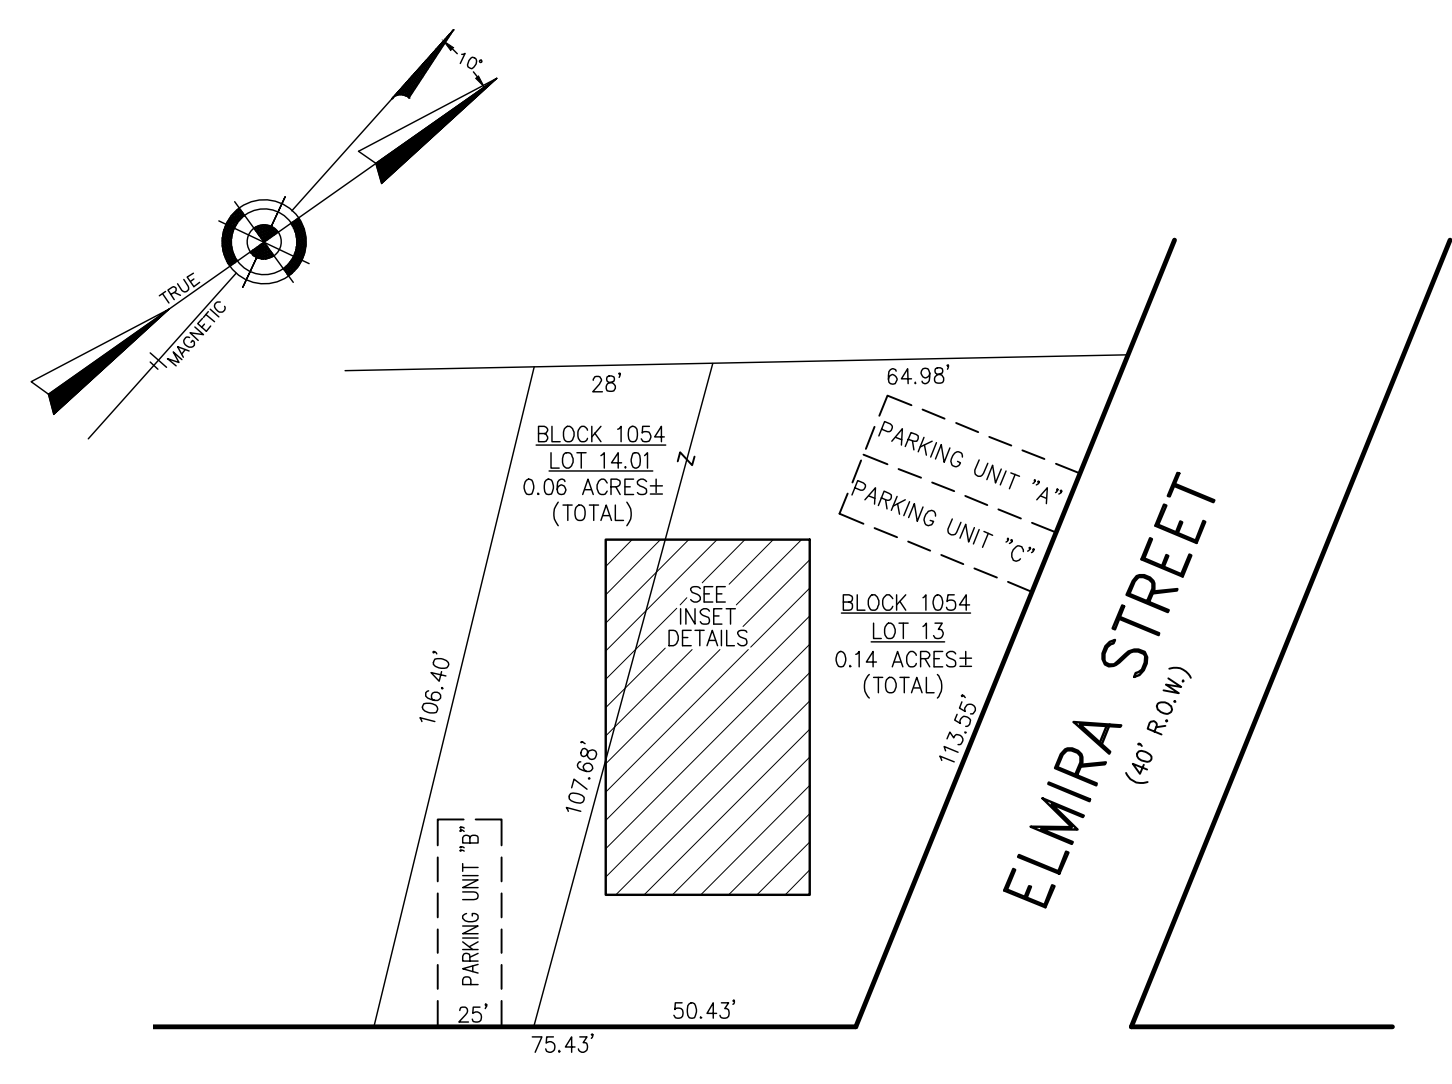 10°
TRUE
MAGNETIC
28'
64.98'
BLOCK 1054
LOT 14.01
0.06 ACRES±
(TOTAL)
Z
PARKING UNIT "A"
PARKING UNIT "C"
SEE
INSET
DETAILS
BLOCK 1054
LOT 13
0.14 ACRES±
(TOTAL)
106.40'
107.68'
113.55'
ELMIRA STREET
(40' R.O.W.)
PARKING UNIT "B"
25'
50.43'
75.43'